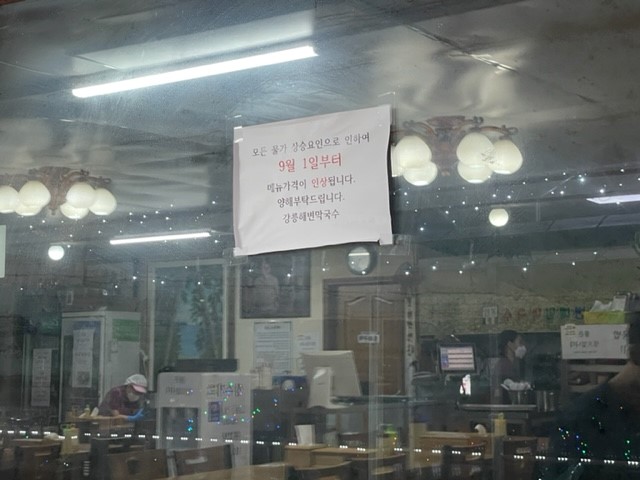 모든 물가 상승요인으로 인하여
9월 1일부터
메뉴가격이 인상됩니다.
양해부탁드립니다.
강릉해변막국수